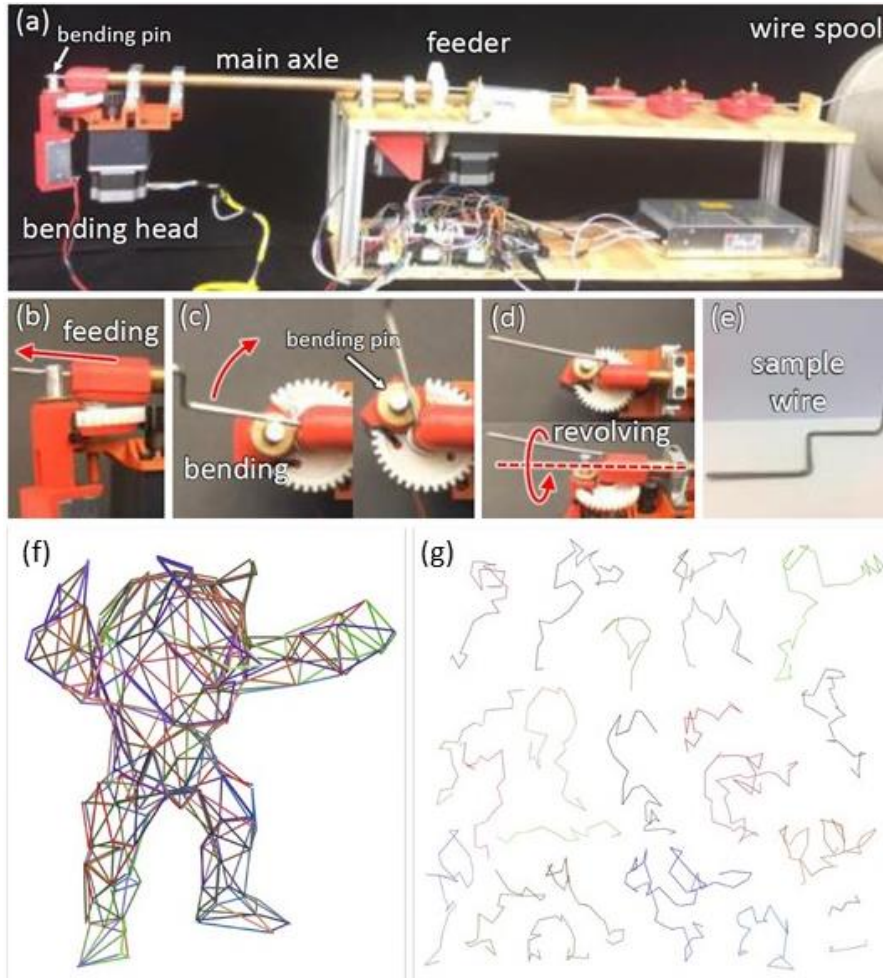 (a)
bending pin
main axle
feeder
wire spool
bending head
(b)
feeding
(c)
bending pin
bending
(d)
revolving
(e)
sample
wire
(f)
(g)